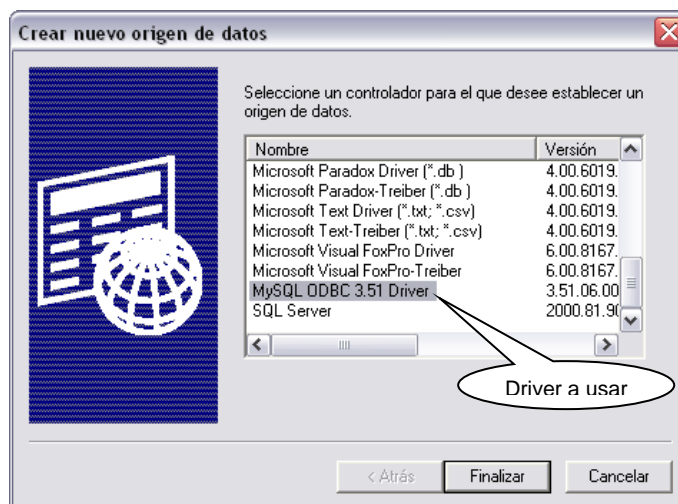 Crear nuevo origen de datos
Seleccione un controlador para el que desee establecer un
origen de datos.
Nombre Versión
Microsoft Paradox Driver (*.db ) 4.00.6019.
Microsoft Paradox-Treiber (*.db ) 4.00.6019.
Microsoft Text Driver (*.txt; *.csv) 4.00.6019.
Microsoft Text-Treiber (*.txt; *.csv) 4.00.6019.
Microsoft Visual FoxPro Driver 6.00.8167.
Microsoft Visual FoxPro-Treiber 6.00.8167.
MySQL ODBC 3.51 Driver 3.51.06.00
SQL Server 2000.81.90
Driver a usar
< Atrás Finalizar Cancelar